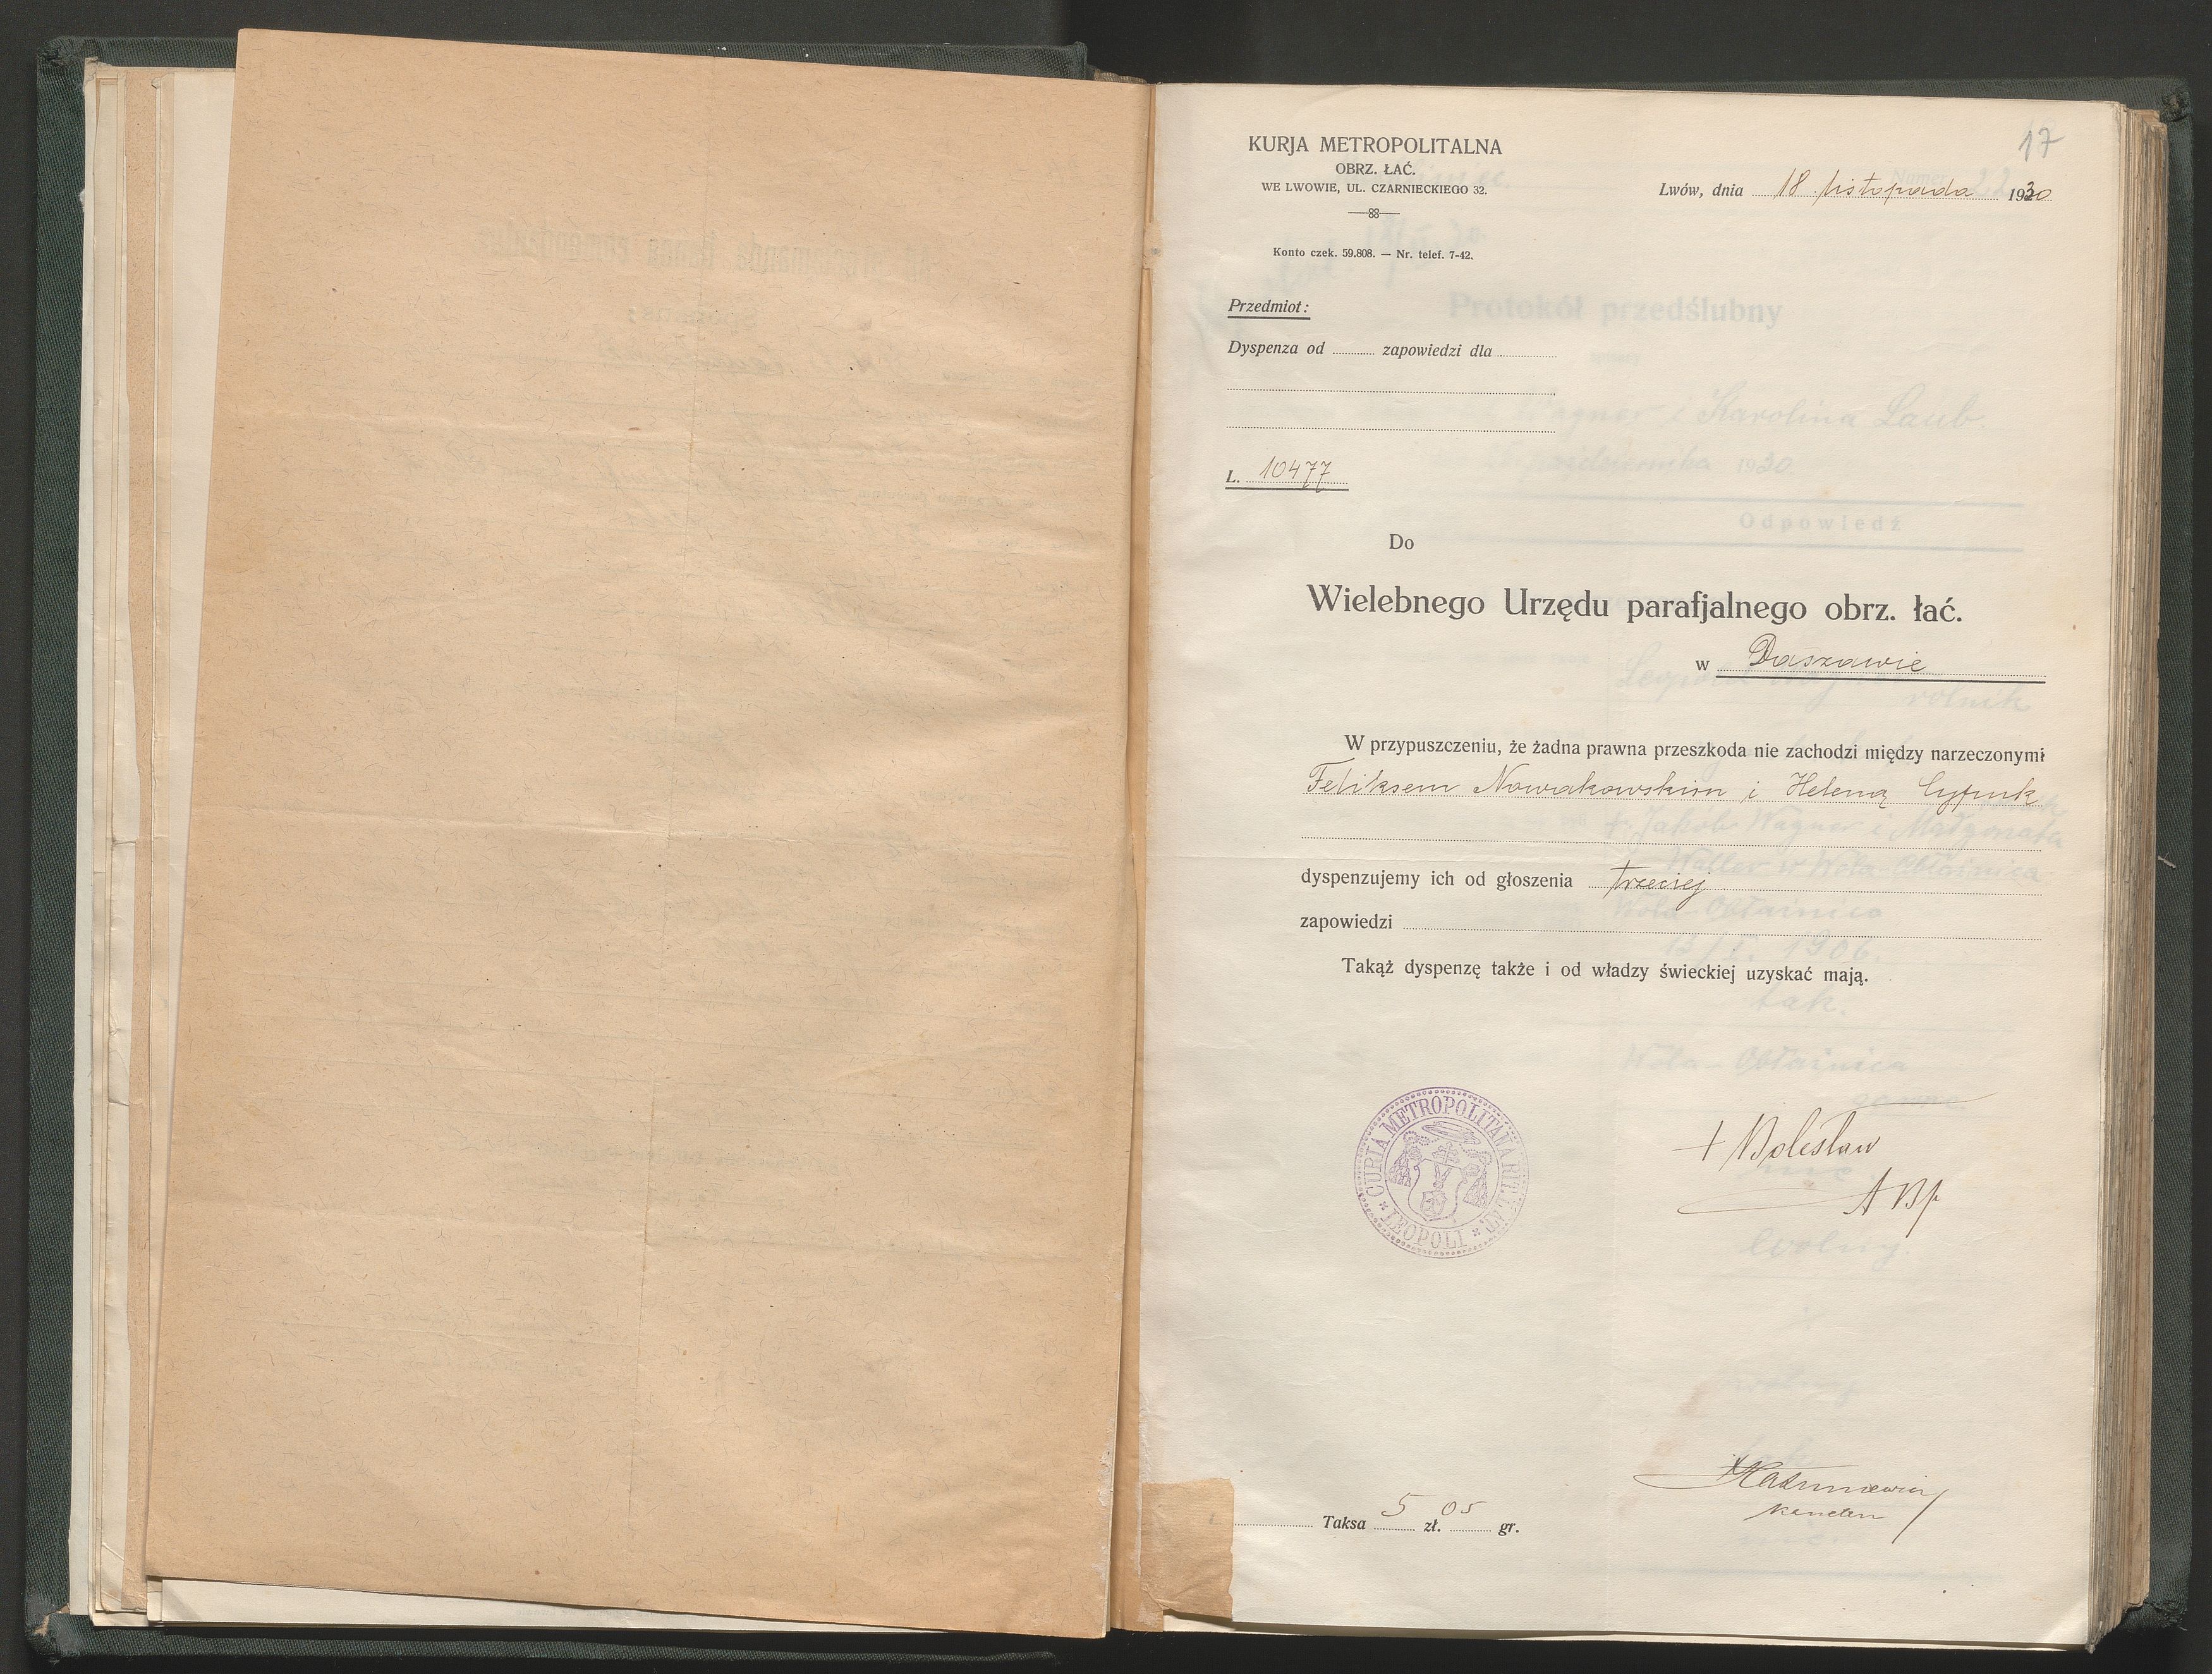 17
KURJA METROPOLITALNA
OBRZ. ŁAĆ.
WE LWOWIE, UL. CZARNIECKIEGO 32.
Lwów, dnia 18 listopada 1930
Konto czek. 59.808. — Nr. telef. 7-42.
Przedmiot:
Dyspenza od zapowiedzi dla
L. 10477
Do
Wielebnego Urzędu parafjalnego obrz. łać.
w Daszawie
W przypuszczeniu, że żadna prawna przeszkoda nie zachodzi między narzeczonymi
Feliksem Nowakowskim i Heleną
dyspenzujemy ich od głoszenia trzeciej
zapowiedzi
Takąż dyspenzę także i od władzy świeckiej uzyskać mają.
CURIA METROPOLITANA RIT. LAT.
* LEOPOLI *
+ Bolesław
ABp
Taksa 5 zł. 05 gr.